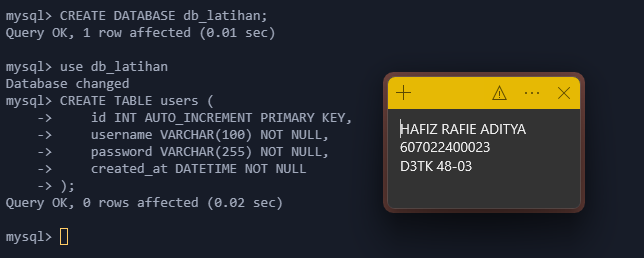 mysql> CREATE DATABASE db_latihan;
Query OK, 1 row affected (0.01 sec)

mysql> use db_latihan
Database changed
mysql> CREATE TABLE users (
    ->     id INT AUTO_INCREMENT PRIMARY KEY,
    ->     username VARCHAR(100) NOT NULL,
    ->     password VARCHAR(255) NOT NULL,
    ->     created_at DATETIME NOT NULL
    -> );
Query OK, 0 rows affected (0.02 sec)

mysql>
HAFIZ RAFIE ADITYA
607022400023
D3TK 48-03